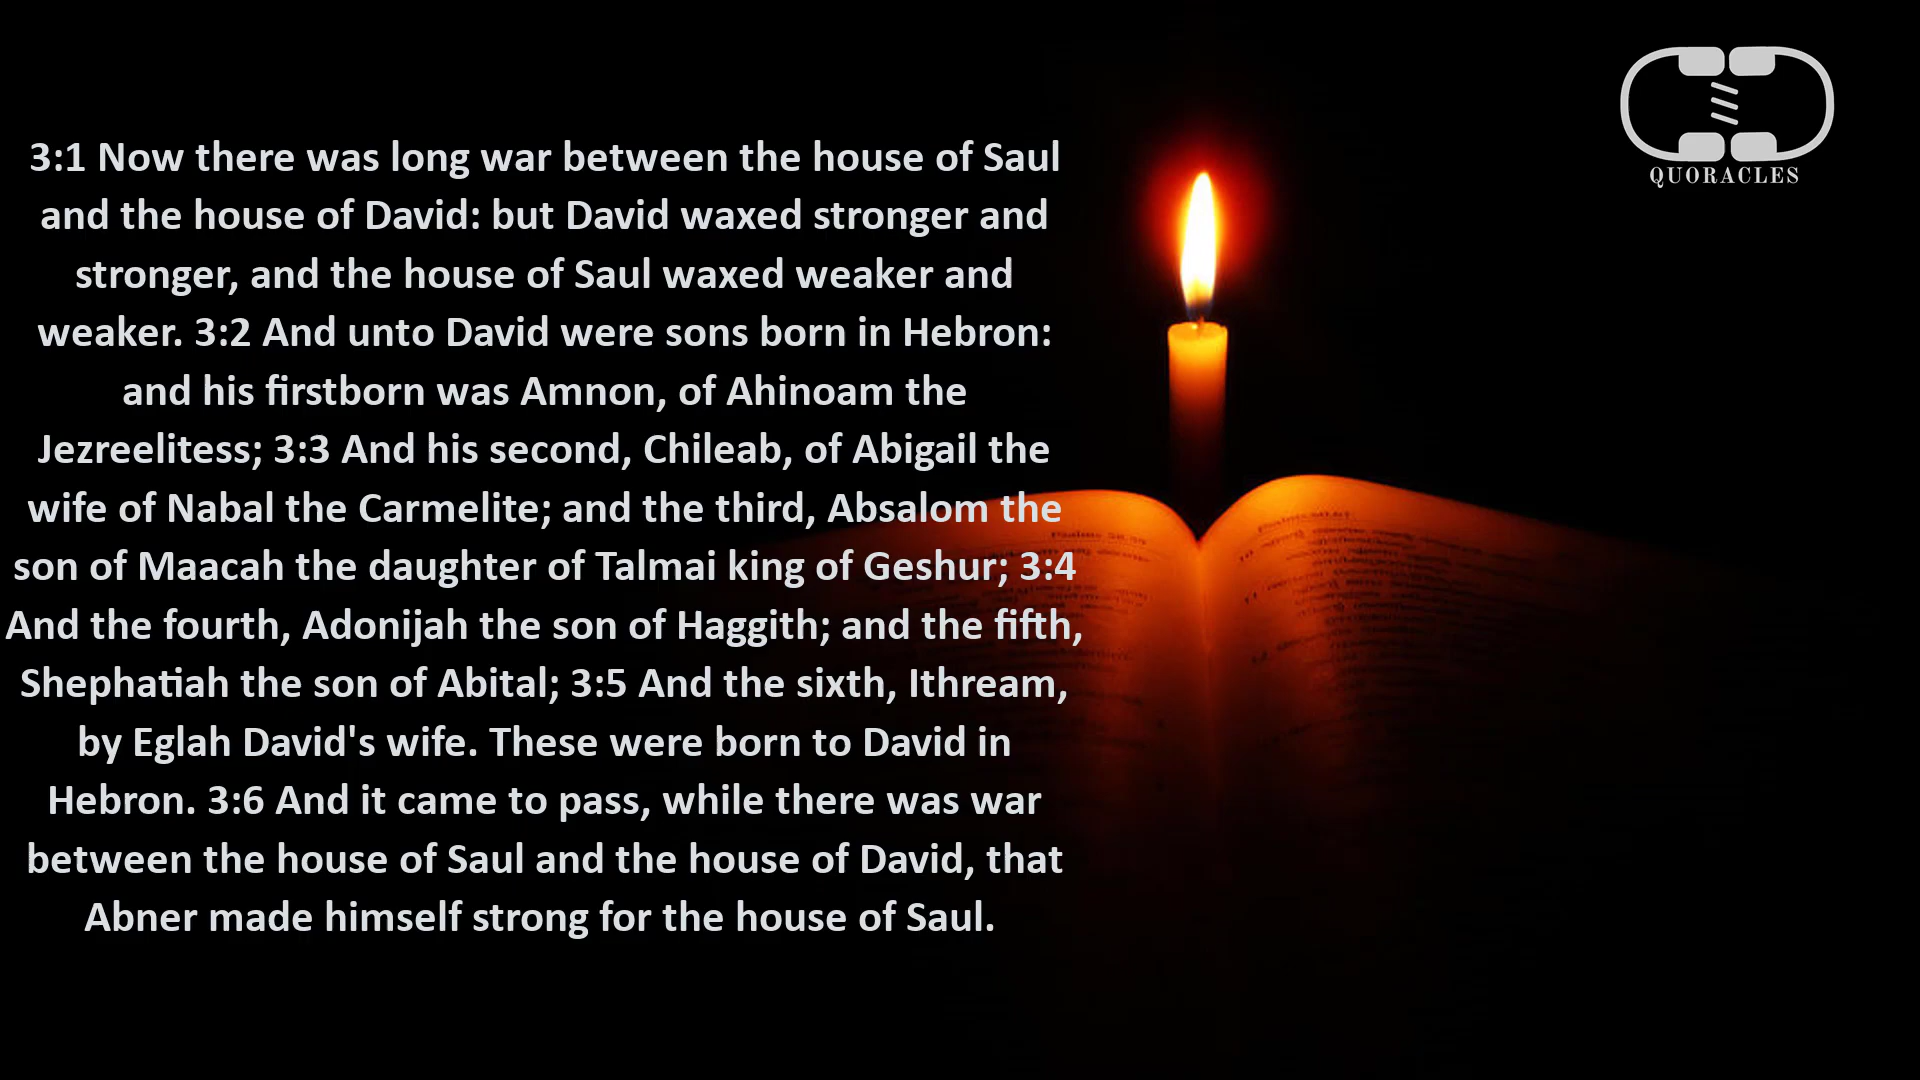 3:1 Now there was long war between the house of Saul
and the house of David: but David waxed stronger and
stronger, and the house of Saul waxed weaker and
weaker. 3:2 And unto David were sons born in Hebron:
and his firstborn was Amnon, of Ahinoam the
Jezreelitess; 3:3 And his second, Chileab, of Abigail the
wife of Nabal the Carmelite; and the third, Absalom the
son of Maacah the daughter of Talmai king of Geshur; 3:4
And the fourth, Adonijah the son of Haggith; and the fifth,
Shephatiah the son of Abital; 3:5 And the sixth, Ithream,
by Eglah David's wife. These were born to David in
Hebron. 3:6 And it came to pass, while there was war
between the house of Saul and the house of David, that
Abner made himself strong for the house of Saul.
QUORACLES